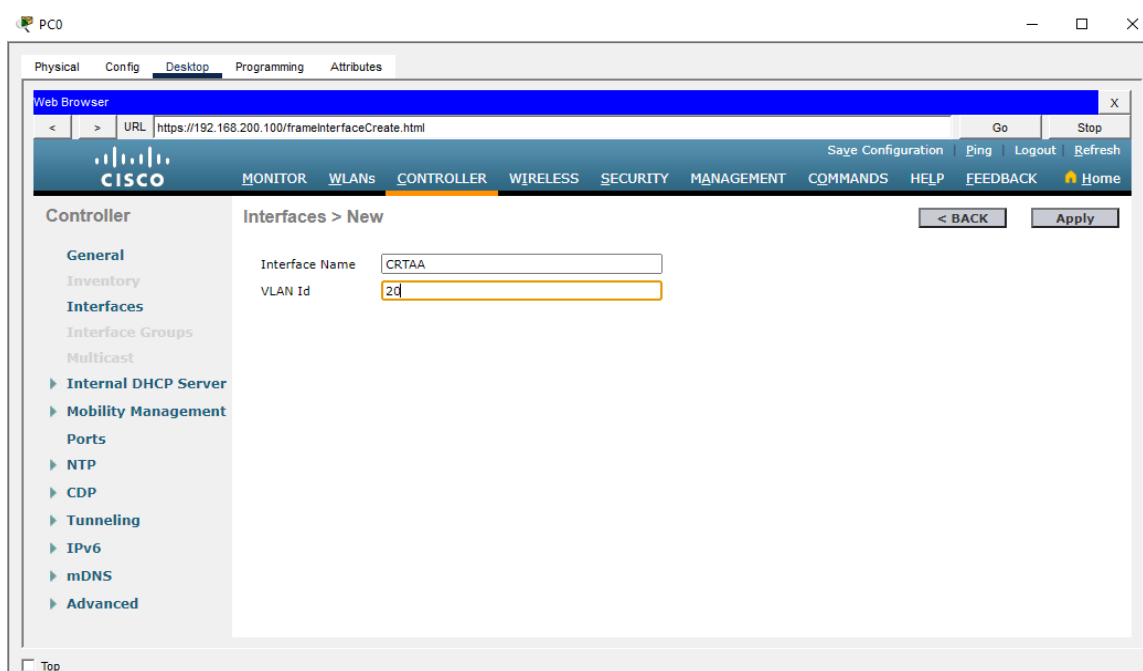 PC0
Physical Config Desktop Programming Attributes
Web Browser X
< > URL https://192.168.200.100/frameInterfaceCreate.html Go Stop
Save Configuration | Ping | Logout | Refresh
CISCO MONITOR WLANs CONTROLLER WIRELESS SECURITY MANAGEMENT COMMANDS HELP FEEDBACK Home
Controller
General
Inventory
Interfaces
Interface Groups
Multicast
Internal DHCP Server
Mobility Management
Ports
NTP
CDP
Tunneling
IPv6
mDNS
Advanced
Interfaces > New < BACK Apply
Interface Name CRTAA
VLAN Id 20
Top